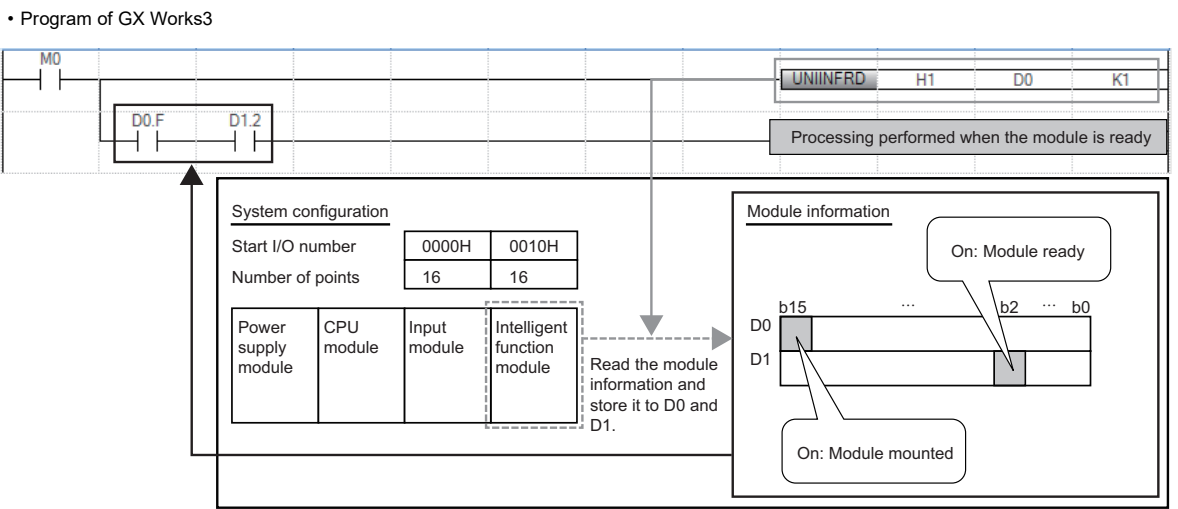 • Program of GX Works3
M0
UNIINFRD H1 D0 K1
D0.F D1.2
Processing performed when the module is ready
System configuration
Start I/O number 0000H 0010H
Number of points 16 16
Power supply module
CPU module
Input module
Intelligent function module
Read the module
information and
store it to D0 and
D1.
Module information
On: Module ready
b15 ... b2 ... b0
D0
D1
On: Module mounted